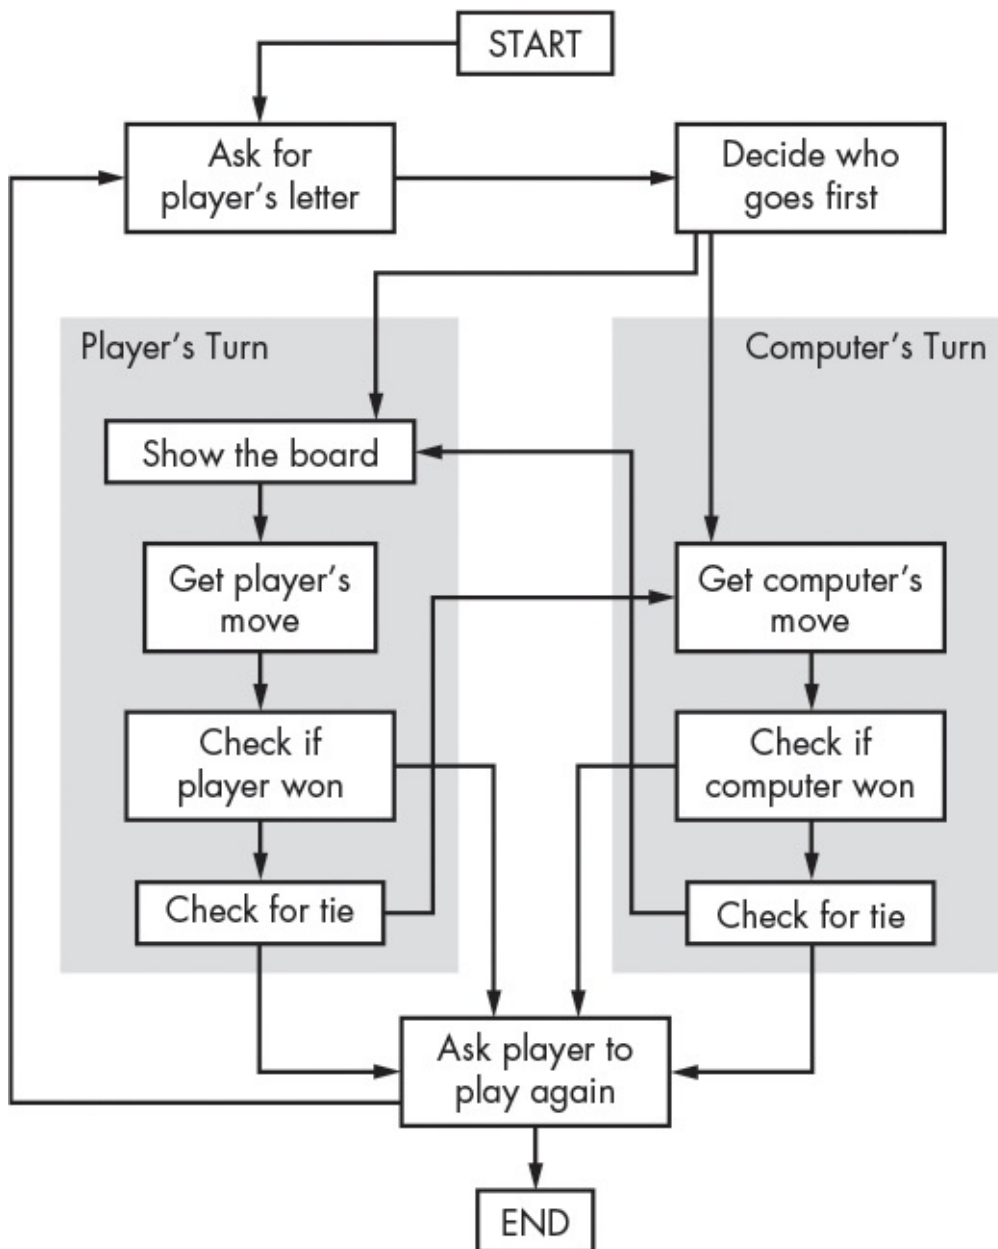 START
Ask for
player's letter
Decide who
goes first
Player's Turn
Computer's Turn
Show the board
Get player's
move
Get computer's
move
Check if
player won
Check if
computer won
Check for tie
Check for tie
Ask player to
play again
END